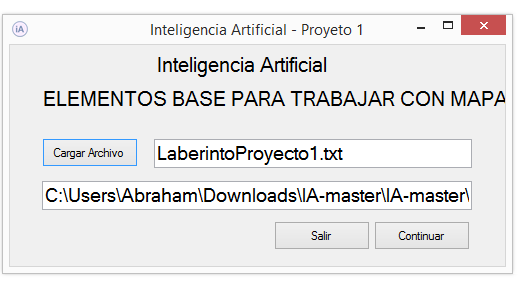 iA Inteligencia Artificial - Proyeto 1
Inteligencia Artificial
ELEMENTOS BASE PARA TRABAJAR CON MAPA
Cargar Archivo LaberintoProyecto1.txt
C:\Users\Abraham\Downloads\IA-master\IA-master\
Salir Continuar